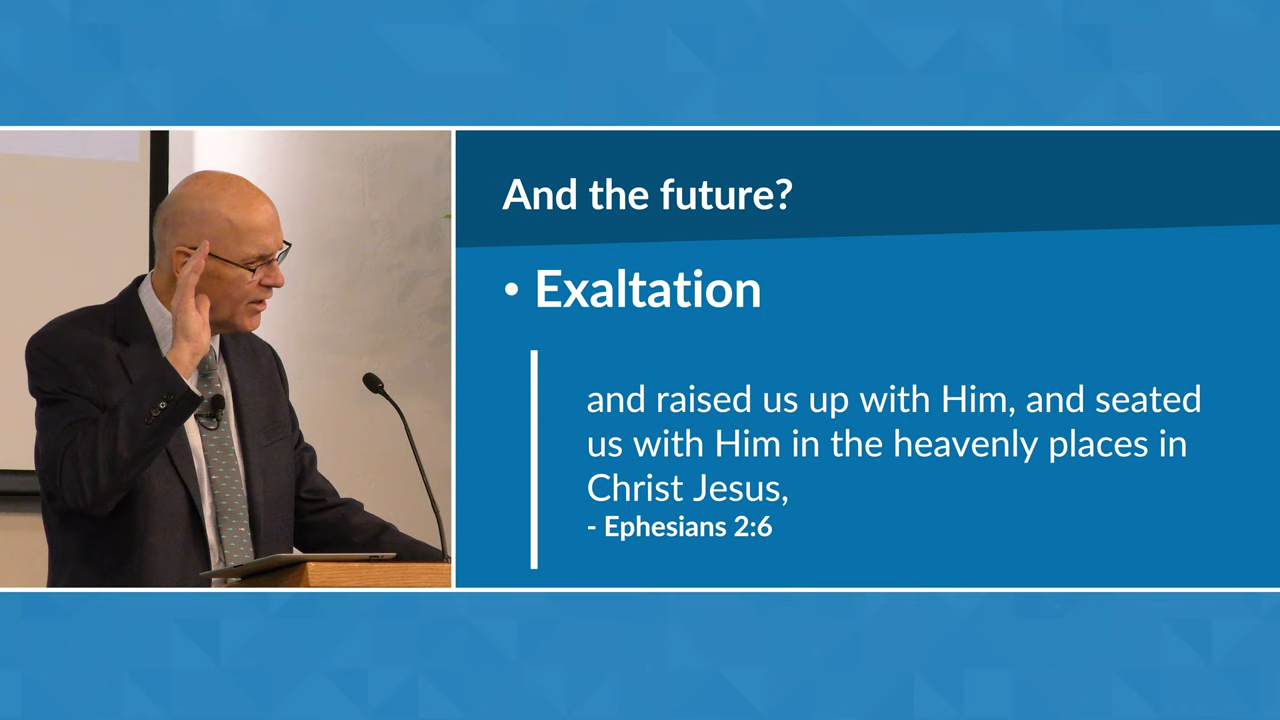 And the future?
• Exaltation
and raised us up with Him, and seated
us with Him in the heavenly places in
Christ Jesus,
- Ephesians 2:6